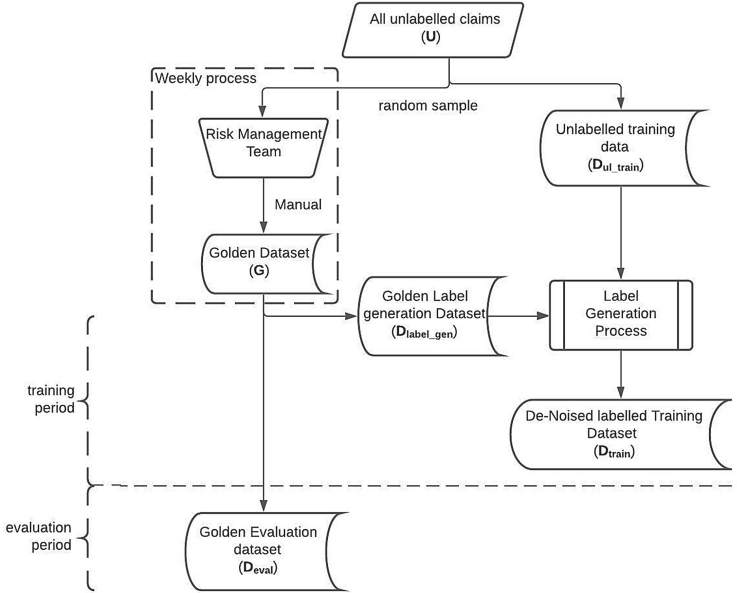 All unlabelled claims
(U)
Weekly process
random sample
Risk Management
Team
Unlabelled training
data
(Dul_train)
Manual
Golden Dataset
(G)
Golden Label
generation Dataset
(Dlabel_gen)
Label
Generation
Process
training
period
De-Noised labelled Training
Dataset
(Dtrain)
evaluation
period
Golden Evaluation
dataset
(Deval)